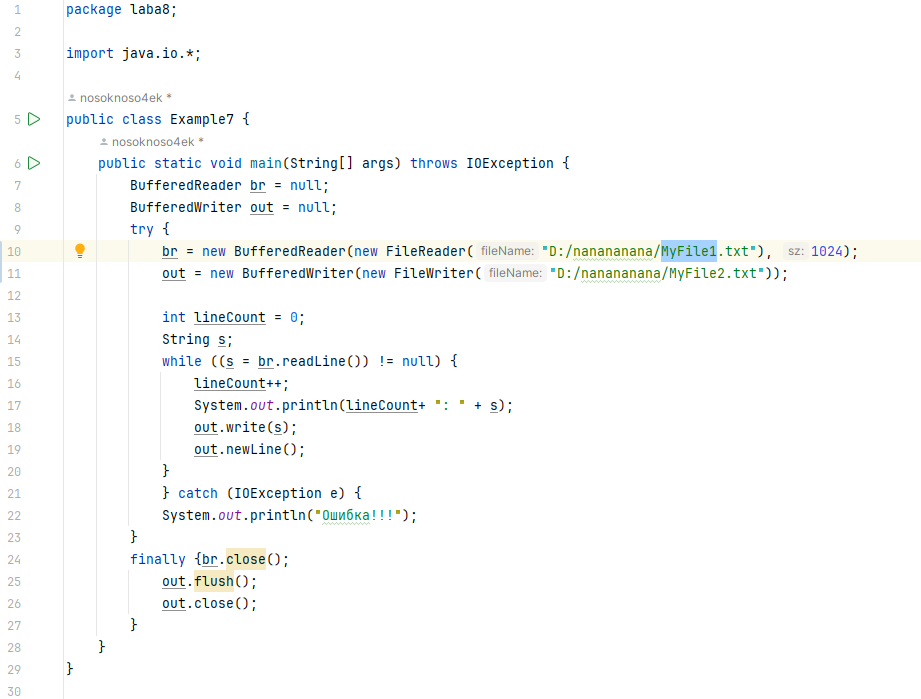 1 package laba8;
2
3 import java.io.*;
4
nosoknoso4ek *
5 public class Example7 {
nosoknoso4ek *
6 public static void main(String[] args) throws IOException {
7 BufferedReader br = null;
8 BufferedWriter out = null;
9 try {
10 br = new BufferedReader(new FileReader( fileName: "D:/nanananana/MyFile1.txt"), sz: 1024);
11 out = new BufferedWriter(new FileWriter( fileName: "D:/nanananana/MyFile2.txt"));
12
13 int lineCount = 0;
14 String s;
15 while ((s = br.readLine()) != null) {
16 lineCount++;
17 System.out.println(lineCount+ ": " + s);
18 out.write(s);
19 out.newLine();
20 }
21 } catch (IOException e) {
22 System.out.println("Ошибка!!!");
23 }
24 finally {br.close();
25 out.flush();
26 out.close();
27 }
28 }
29 }
30